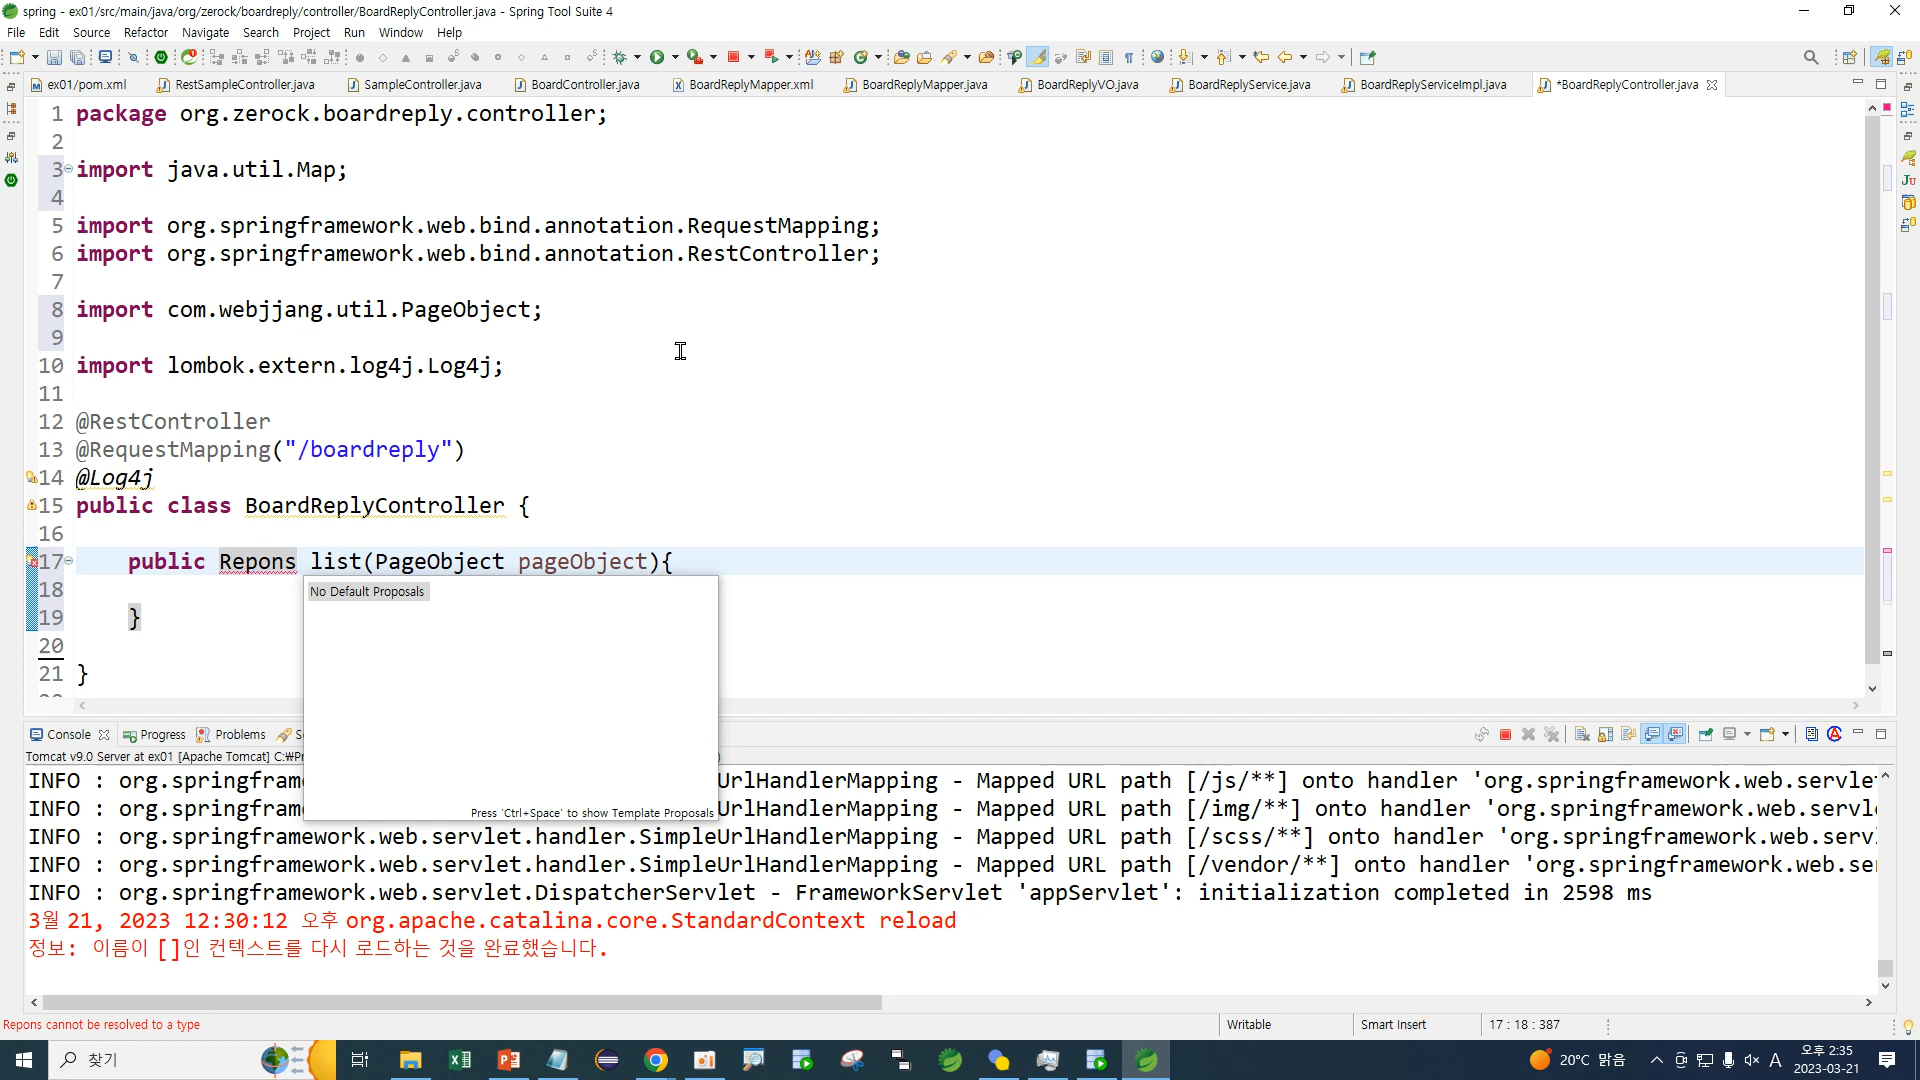 spring - ex01/src/main/java/org/zerock/boardreply/controller/BoardReplyController.java - Spring Tool Suite 4
File Edit Source Refactor Navigate Search Project Run Window Help
ex01/pom.xml RestSampleController.java SampleController.java BoardController.java BoardReplyMapper.xml BoardReplyMapper.java BoardReplyVO.java BoardReplyService.java BoardReplyServiceImpl.java *BoardReplyController.java
1 package org.zerock.boardreply.controller;
2
3 import java.util.Map;
4
5 import org.springframework.web.bind.annotation.RequestMapping;
6 import org.springframework.web.bind.annotation.RestController;
7
8 import com.webjjang.util.PageObject;
9
10 import lombok.extern.log4j.Log4j;
11
12 @RestController
13 @RequestMapping("/boardreply")
14 @Log4j
15 public class BoardReplyController {
16
17 public Repons list(PageObject pageObject){
18
19 }
20
21 }
No Default Proposals
Press 'Ctrl+Space' to show Template Proposals
Console Progress Problems S
Tomcat v9.0 Server at ex01 [Apache Tomcat] C:₩Pr )
INFO : org.springframe UrlHandlerMapping - Mapped URL path [/js/**] onto handler 'org.springframework.web.servle
INFO : org.springframe UrlHandlerMapping - Mapped URL path [/img/**] onto handler 'org.springframework.web.servl
INFO : org.springframework.web.servlet.handler.SimpleUrlHandlerMapping - Mapped URL path [/scss/**] onto handler 'org.springframework.web.serv
INFO : org.springframework.web.servlet.handler.SimpleUrlHandlerMapping - Mapped URL path [/vendor/**] onto handler 'org.springframework.web.se
INFO : org.springframework.web.servlet.DispatcherServlet - FrameworkServlet 'appServlet': initialization completed in 2598 ms
3월 21, 2023 12:30:12 오후 org.apache.catalina.core.StandardContext reload
정보: 이름이 []인 컨텍스트를 다시 로드하는 것을 완료했습니다.
Repons cannot be resolved to a type Writable Smart Insert 17 : 18 : 387
찾기 20°C 맑음 A 오후 2:35
2023-03-21